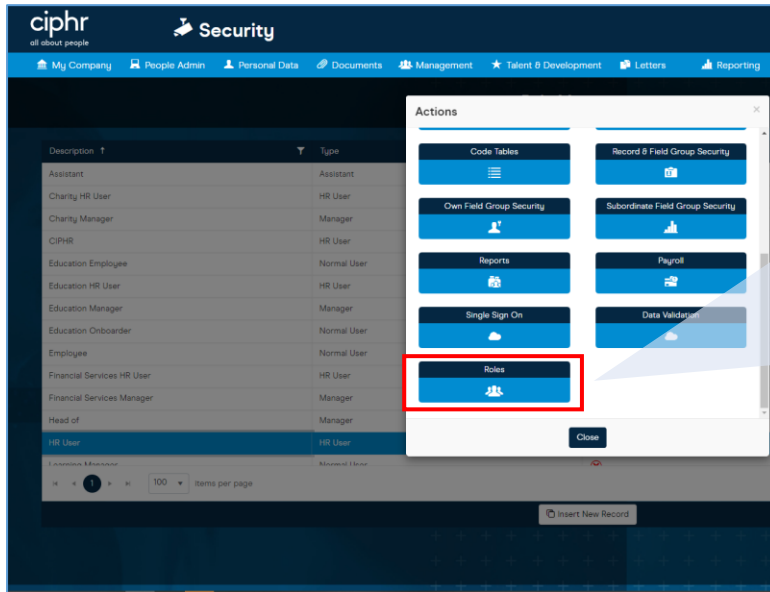 ciphr
all about people
Security
My Company People Admin Personal Data Documents Management Talent & Development Letters Reporting
Actions
×
Code Tables Record & Field Group Security
Own Field Group Security Subordinate Field Group Security
Reports Payroll
Single Sign On Data Validation
Roles
Close
Description ↑ Type
Assistant Assistant
Charity HR User HR User
Charity Manager Manager
CIPHR HR User
Education Employee Normal User
Education HR User HR User
Education Manager Manager
Education Onboarder Normal User
Employee Normal User
Financial Services HR User HR User
Financial Services Manager Manager
Head of Manager
HR User HR User
Learning Manager Normal User
1 100 items per page
Insert New Record